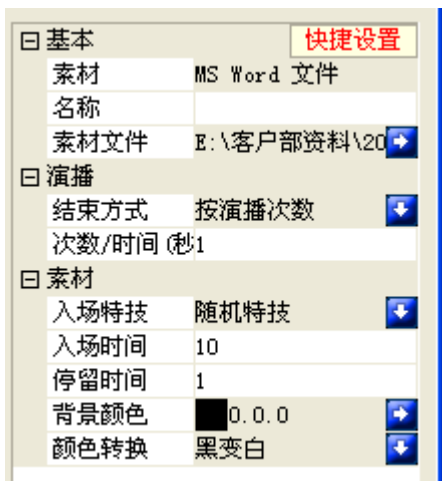 基本 快捷设置
素材 MS Word 文件
名称
素材文件 E:\客户部资料\20
演播
结束方式 按演播次数
次数/时间(秒 1
素材
入场特技 随机特技
入场时间 10
停留时间 1
背景颜色 0.0.0
颜色转换 黑变白